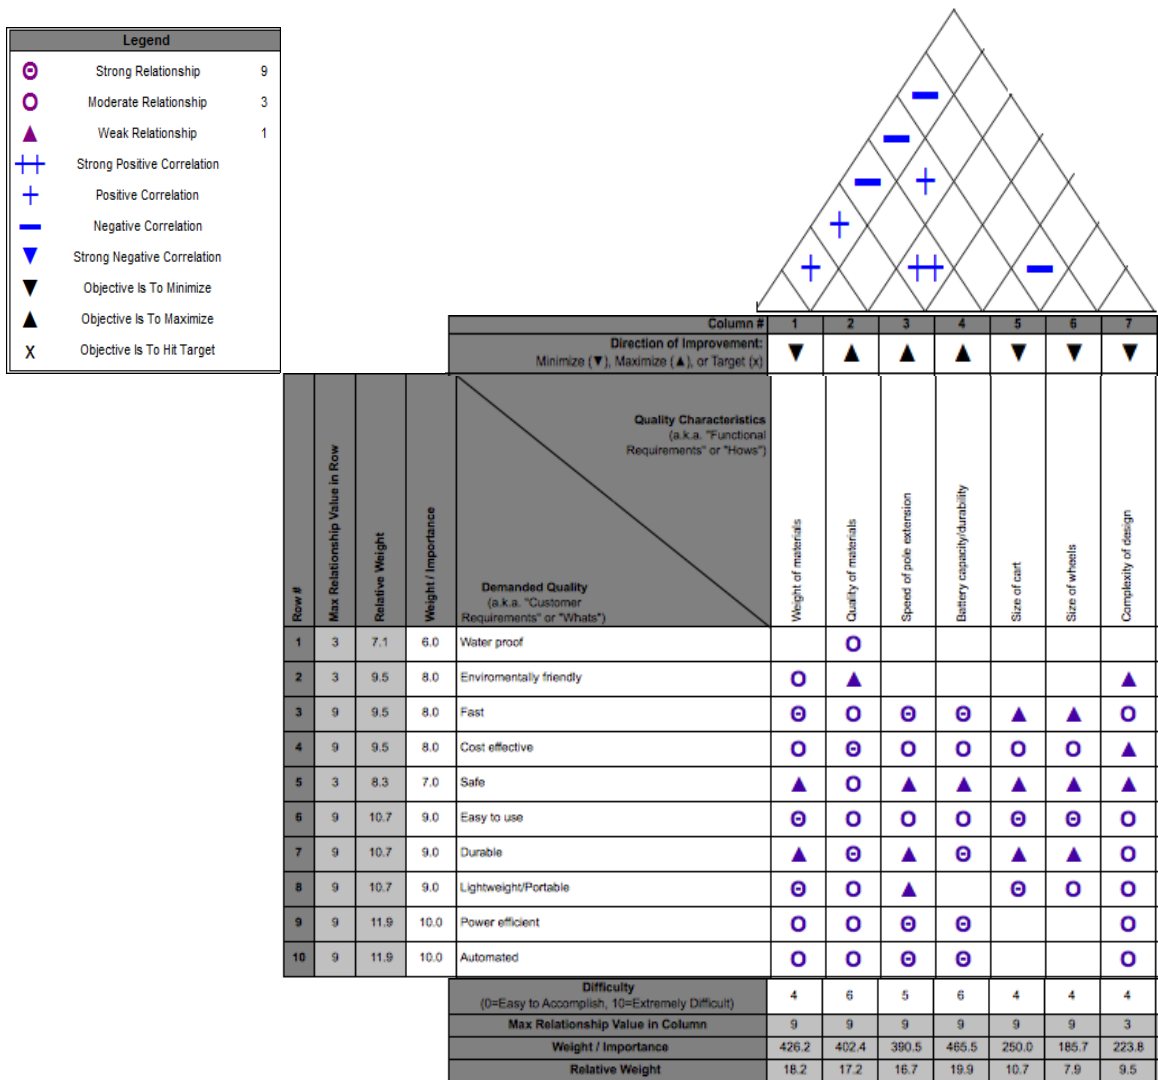 Legend
Θ Strong Relationship 9
Ο Moderate Relationship 3
▲ Weak Relationship 1
┼┼ Strong Positive Correlation
┼ Positive Correlation
▬ Negative Correlation
▼ Strong Negative Correlation
▼ Objective Is To Minimize
▲ Objective Is To Maximize
X Objective Is To Hit Target
▬
▬
▬ ┼
┼
┼ ┼┼ ▬
Column # 1 2 3 4 5 6 7
Direction of Improvement:
Minimize (▼), Maximize (▲), or Target (x) ▼ ▲ ▲ ▲ ▼ ▼ ▼
Row #
Max Relationship Value in Row
Relative Weight
Weight / Importance
Quality Characteristics
(a.k.a. "Functional
Requirements" or "Hows")
Demanded Quality
(a.k.a. "Customer
Requirements" or "Whats")
Weight of materials
Quality of materials
Speed of pole extension
Battery capacity/durability
Size of cart
Size of wheels
Complexity of design
1 3 7.1 6.0 Water proof Ο
2 3 9.5 8.0 Enviromentally friendly Ο ▲ ▲
3 9 9.5 8.0 Fast Θ Ο Θ Θ ▲ ▲ Ο
4 9 9.5 8.0 Cost effective Ο Θ Ο Ο Ο Ο ▲
5 3 8.3 7.0 Safe ▲ Ο ▲ ▲ ▲ ▲ ▲
6 9 10.7 9.0 Easy to use Θ Ο Ο Ο Θ Θ Ο
7 9 10.7 9.0 Durable ▲ Θ ▲ Θ ▲ ▲ Ο
8 9 10.7 9.0 Lightweight/Portable Θ Ο ▲ Θ Ο Ο
9 9 11.9 10.0 Power efficient Ο Ο Θ Θ Ο
10 9 11.9 10.0 Automated Ο Ο Θ Θ Ο
Difficulty
(0=Easy to Accomplish, 10=Extremely Difficult) 4 6 5 6 4 4 4
Max Relationship Value in Column 9 9 9 9 9 9 3
Weight / Importance 426.2 402.4 390.5 465.5 250.0 185.7 223.8
Relative Weight 18.2 17.2 16.7 19.9 10.7 7.9 9.5